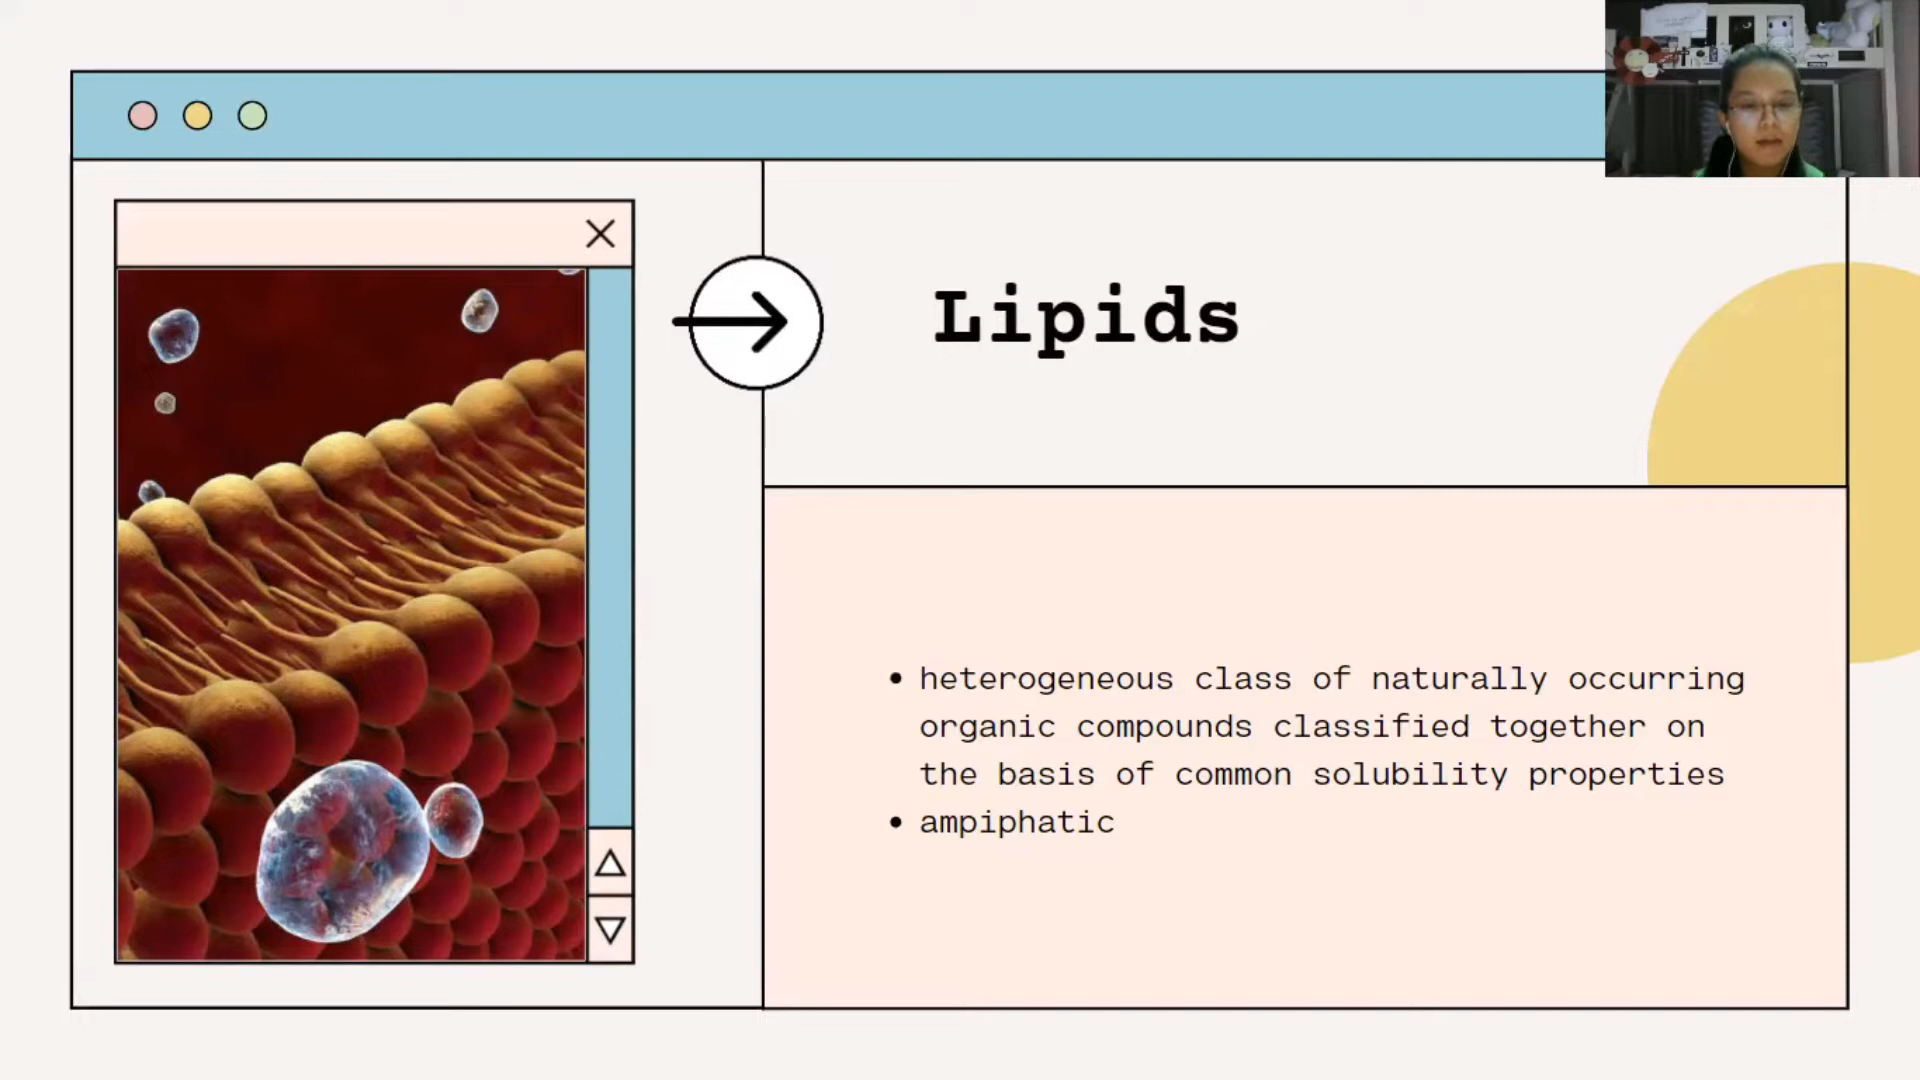 Lipids
• heterogeneous class of naturally occurring
organic compounds classified together on
the basis of common solubility properties
• ampiphatic